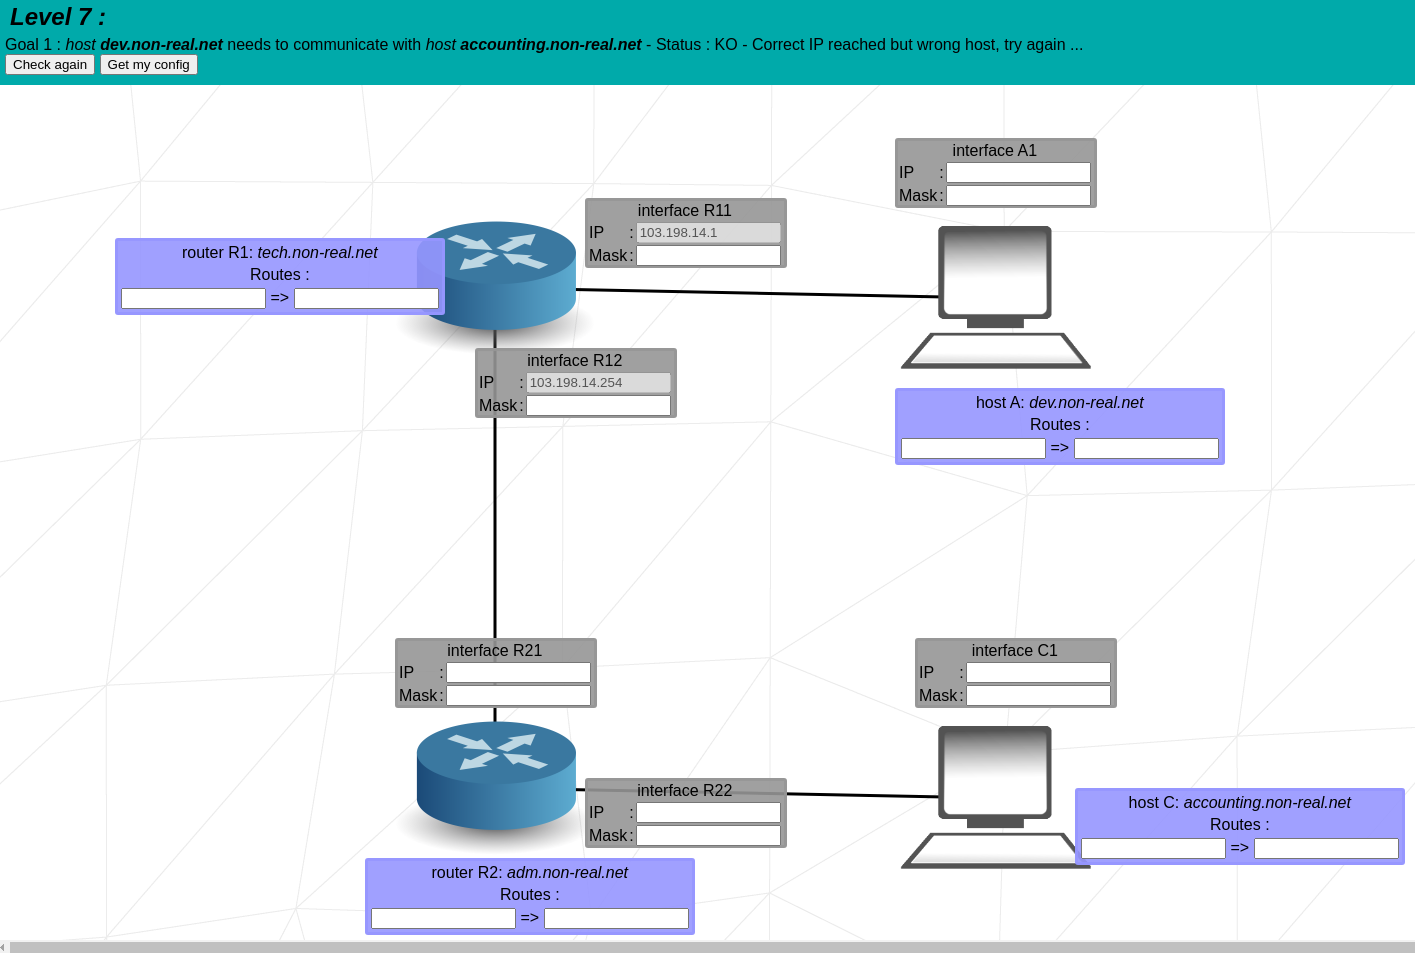 Level 7 :
Goal 1 : host dev.non-real.net needs to communicate with host accounting.non-real.net - Status : KO - Correct IP reached but wrong host, try again ...
Check again Get my config
interface A1
IP :
Mask :
interface R11
IP : 103.198.14.1
Mask :
router R1: tech.non-real.net
Routes :
=>
interface R12
IP : 103.198.14.254
Mask :
host A: dev.non-real.net
Routes :
=>
interface R21
IP :
Mask :
interface C1
IP :
Mask :
interface R22
IP :
Mask :
host C: accounting.non-real.net
Routes :
=>
router R2: adm.non-real.net
Routes :
=>